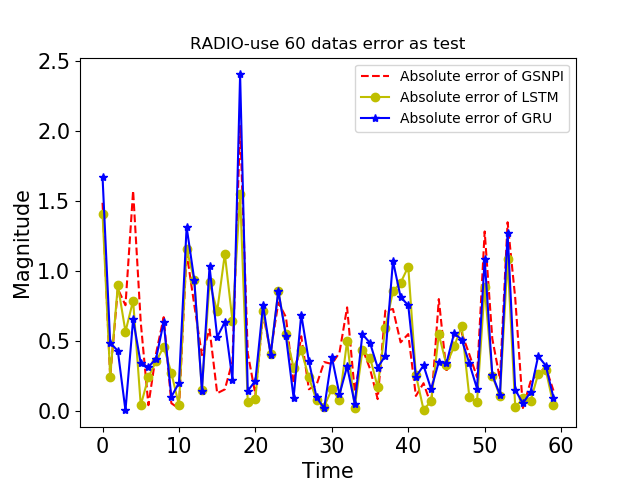 RADIO-use 60 datas error as test
Absolute error of GSNPI
Absolute error of LSTM
Absolute error of GRU
Magnitude
2.5
2.0
1.5
1.0
0.5
0.0
0 10 20 30 40 50 60
Time